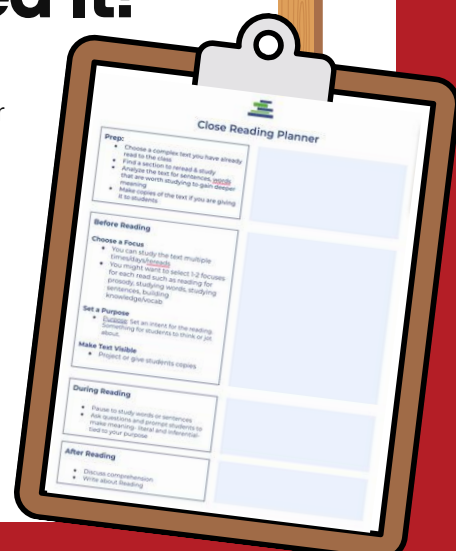 ed it!
r
Close Reading Planner
Prep:
Choose a complex text you have already
read to the class
Find a section to reread & study
Analyze the text for sentences, words
that are worth studying to gain deeper
meaning
Make copies of the text if you are giving
it to students
Before Reading
Choose a Focus
You can study the text multiple
times/days/rereads
You might want to select 1-2 focuses
for each read such as reading for
prosody, studying words, studying
sentences, building
knowledge/vocab
Set a Purpose
Purpose: Set an intent for the reading.
Something for students to think or jot
about.
Make Text Visible
Project or give students copies
During Reading
Pause to study words or sentences
Ask questions and prompt students to
make meaning- literal and inferential-
tied to your purpose
After Reading
Discuss comprehension
Write about Reading